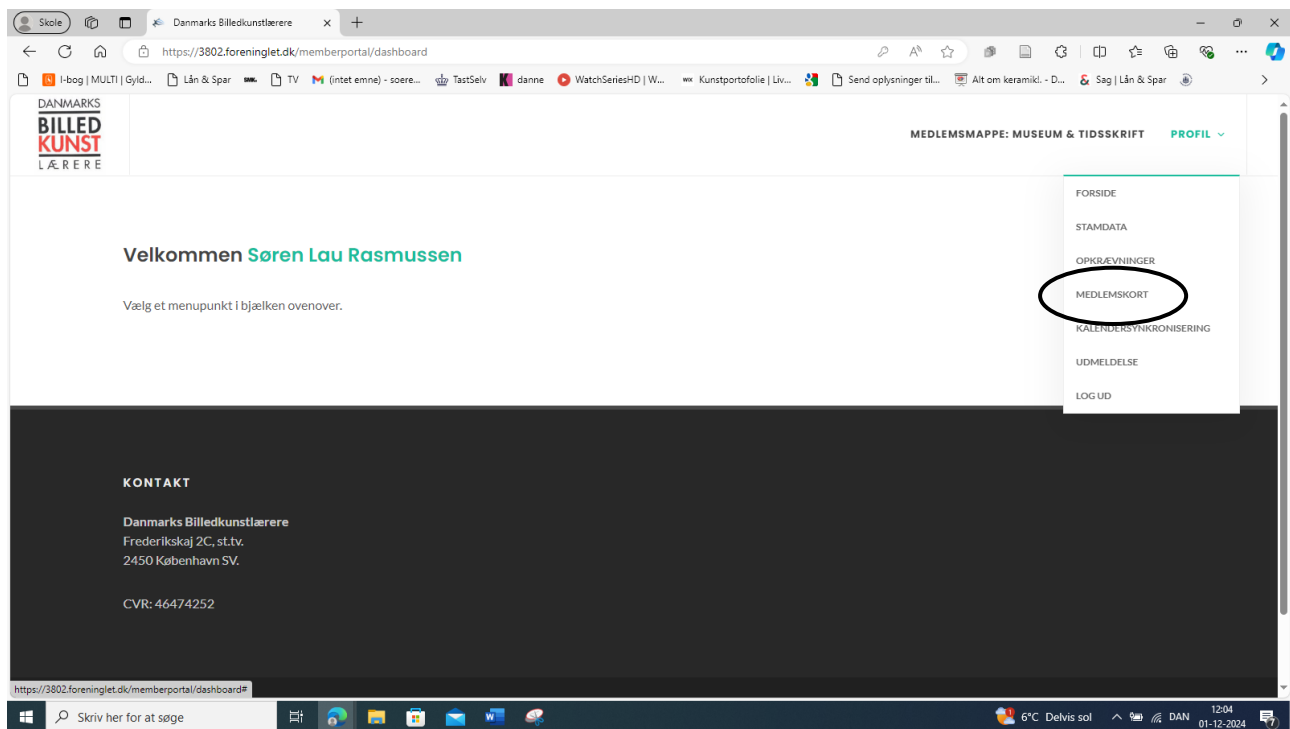 Skole
Danmarks Billedkunstlærere
https://3802.foreninglet.dk/memberportal/dashboard
I-bog | MULTI | Gyld...
Lån & Spar
TV
(intet emne) - soere...
TastSelv
danne
WatchSeriesHD | W...
Kunstportofolie | Liv...
Send oplysninger til...
Alt om keramik!. - D...
Sag | Lån & Spar
DANMARKS
BILLED
KUNST
LÆRERE
MEDLEMSMAPPE: MUSEUM & TIDSSKRIFT
PROFIL
FORSIDE
STAMDATA
OPKRÆVNINGER
MEDLEMSKORT
KALENDERSYNKRONISERING
UDMELDELSE
LOG UD
Velkommen Søren Lau Rasmussen
Vælg et menupunkt i bjælken ovenover.
KONTAKT
Danmarks Billedkunstlærere
Frederikskaj 2C, st.tv.
2450 København SV.
CVR: 46474252
https://3802.foreninglet.dk/memberportal/dashboard#
Skriv her for at søge
6°C Delvis sol
DAN
12:04
01-12-2024